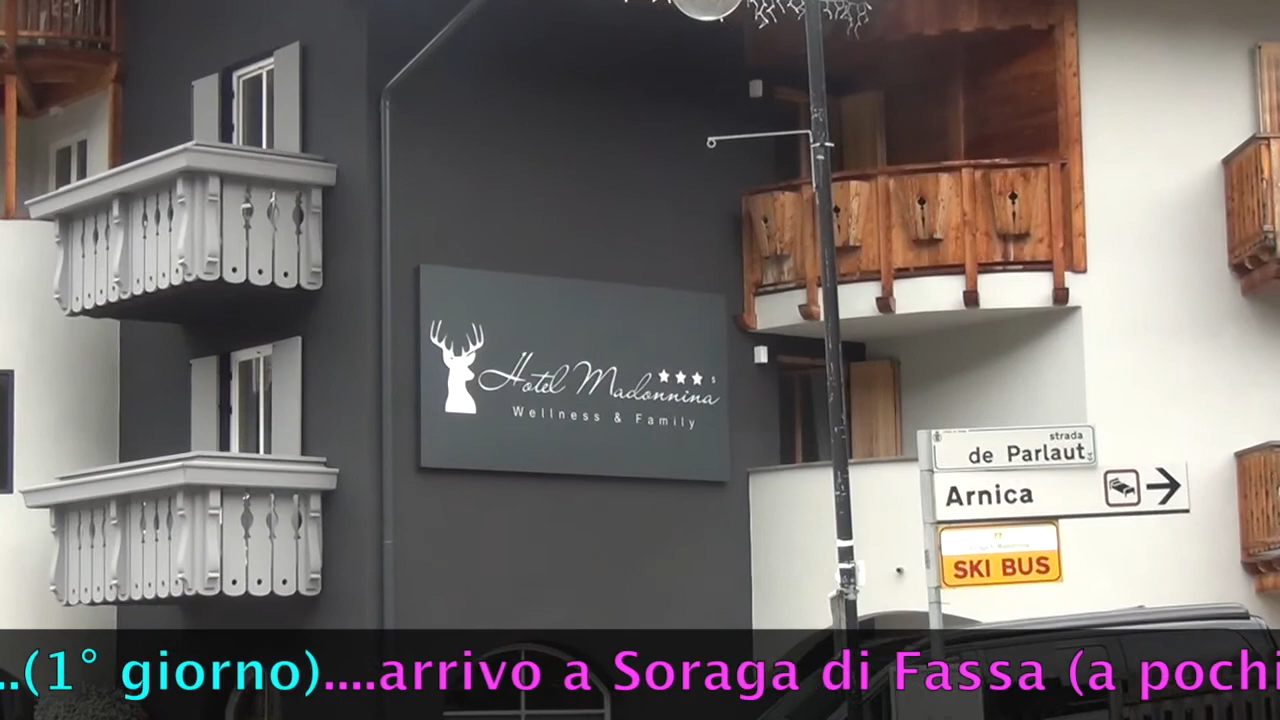 Hotel Madonnina
s
Wellness & Family
strada
de Parlaut
Arnica
SKI BUS
..(1° giorno)....arrivo a Soraga di Fassa (a pochi